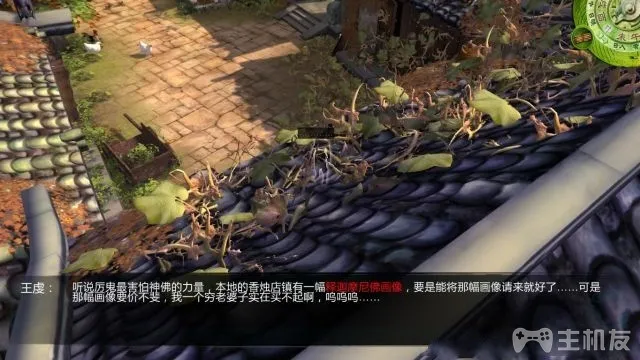 王虔：
听说厉鬼最害怕神佛的力量，本地的香烛店镇有一幅释迦摩尼佛画像，要是能将那幅画像请来就好了……可是
那幅画像要价不斐，我一个穷老婆子实在买不起啊，呜呜呜……
主机友